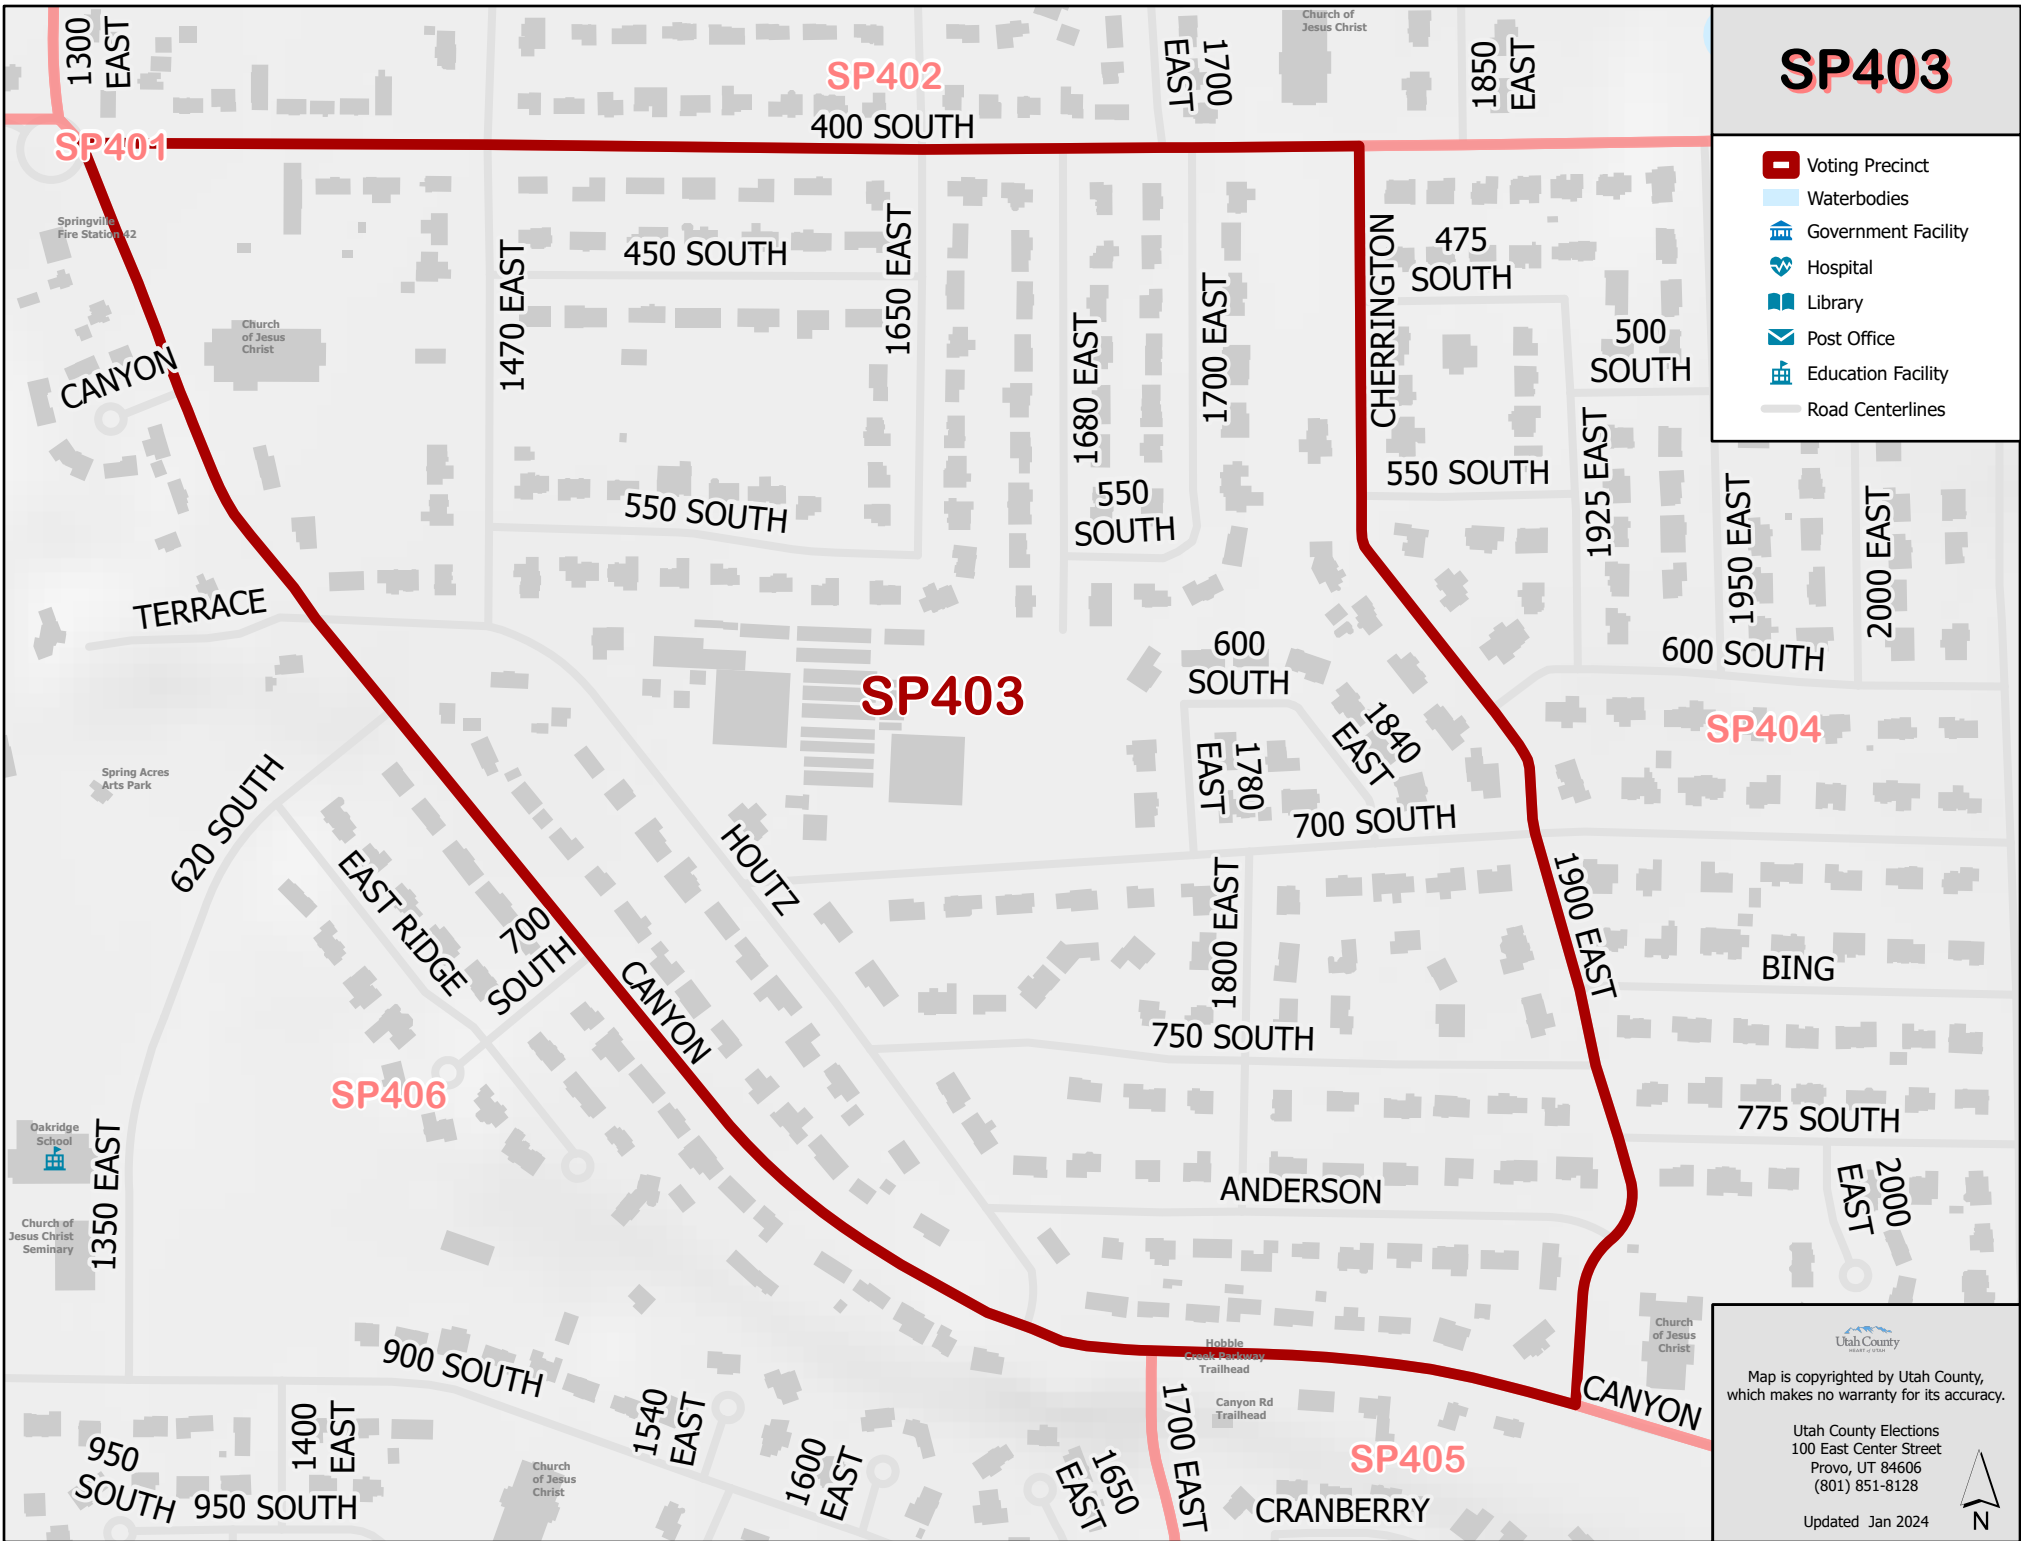 SP403
Voting Precinct
Waterbodies
Government Facility
Hospital
Library
Post Office
Education Facility
Road Centerlines
1300
EAST
SP402
400 SOUTH
1700
EAST
Church of
Jesus Christ
1850
EAST
SP401
Springville
Fire Station 42
Church
of Jesus
Christ
CANYON
1470 EAST
450 SOUTH
1650 EAST
1680 EAST
1700 EAST
CHERRINGTON
475
SOUTH
500
SOUTH
550 SOUTH
550
SOUTH
550 SOUTH
1925 EAST
1950 EAST
2000 EAST
TERRACE
600
SOUTH
600 SOUTH
SP403
SP404
1840
EAST
1780
EAST
700 SOUTH
Spring Acres
Arts Park
620 SOUTH
EAST RIDGE
700
SOUTH
HOUTZ
CANYON
1800 EAST
1900 EAST
BING
750 SOUTH
SP406
775 SOUTH
Oakridge
School
1350 EAST
Church of
Jesus Christ
Seminary
ANDERSON
2000
EAST
Hobble
Creek Parkway
Trailhead
Church
of Jesus
Christ
900 SOUTH
1400
EAST
1540
EAST
1600
EAST
1650
EAST
1700 EAST
Canyon Rd
Trailhead
CANYON
SP405
950
SOUTH
950 SOUTH
Church
of Jesus
Christ
CRANBERRY
Utah County
HEART of UTAH
Map is copyrighted by Utah County,
which makes no warranty for its accuracy.
Utah County Elections
100 East Center Street
Provo, UT 84606
(801) 851-8128
Updated Jan 2024
N